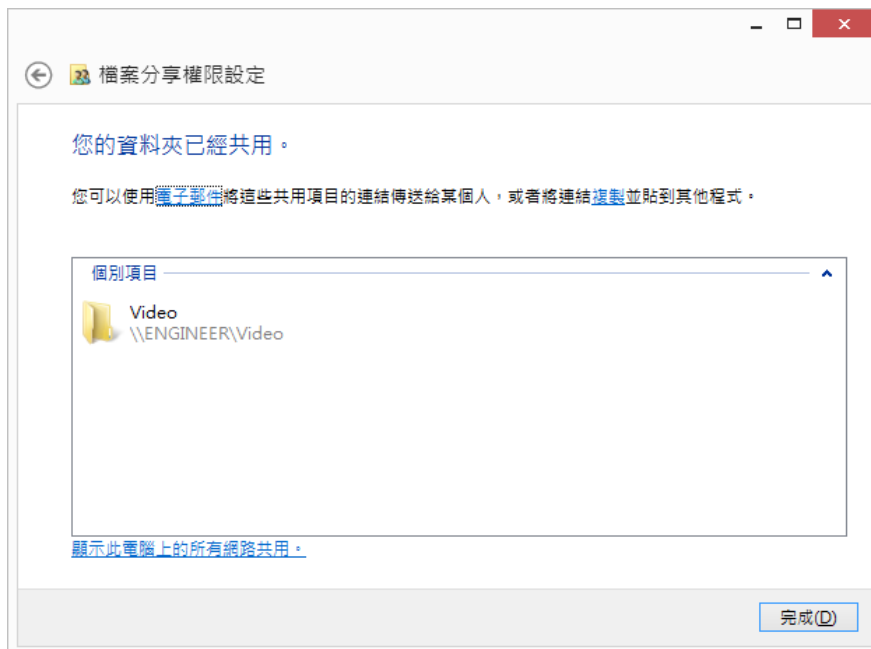 檔案分享權限設定
您的資料夾已經共用。
您可以使用電子郵件將這些共用項目的連結傳送給某個人，或者將連結複製並貼到其他程式。
個別項目
Video
\\ENGINEER\Video
顯示此電腦上的所有網路共用。
完成(D)